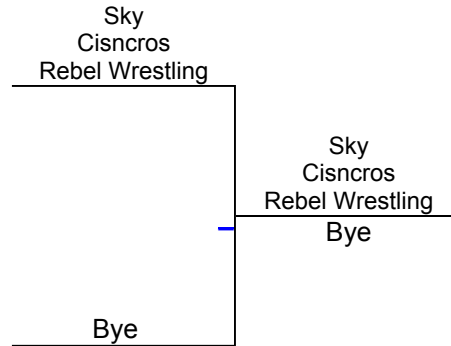 Sky
Cisncros
Rebel Wrestling
Sky
Cisncros
Rebel Wrestling
Bye
Bye